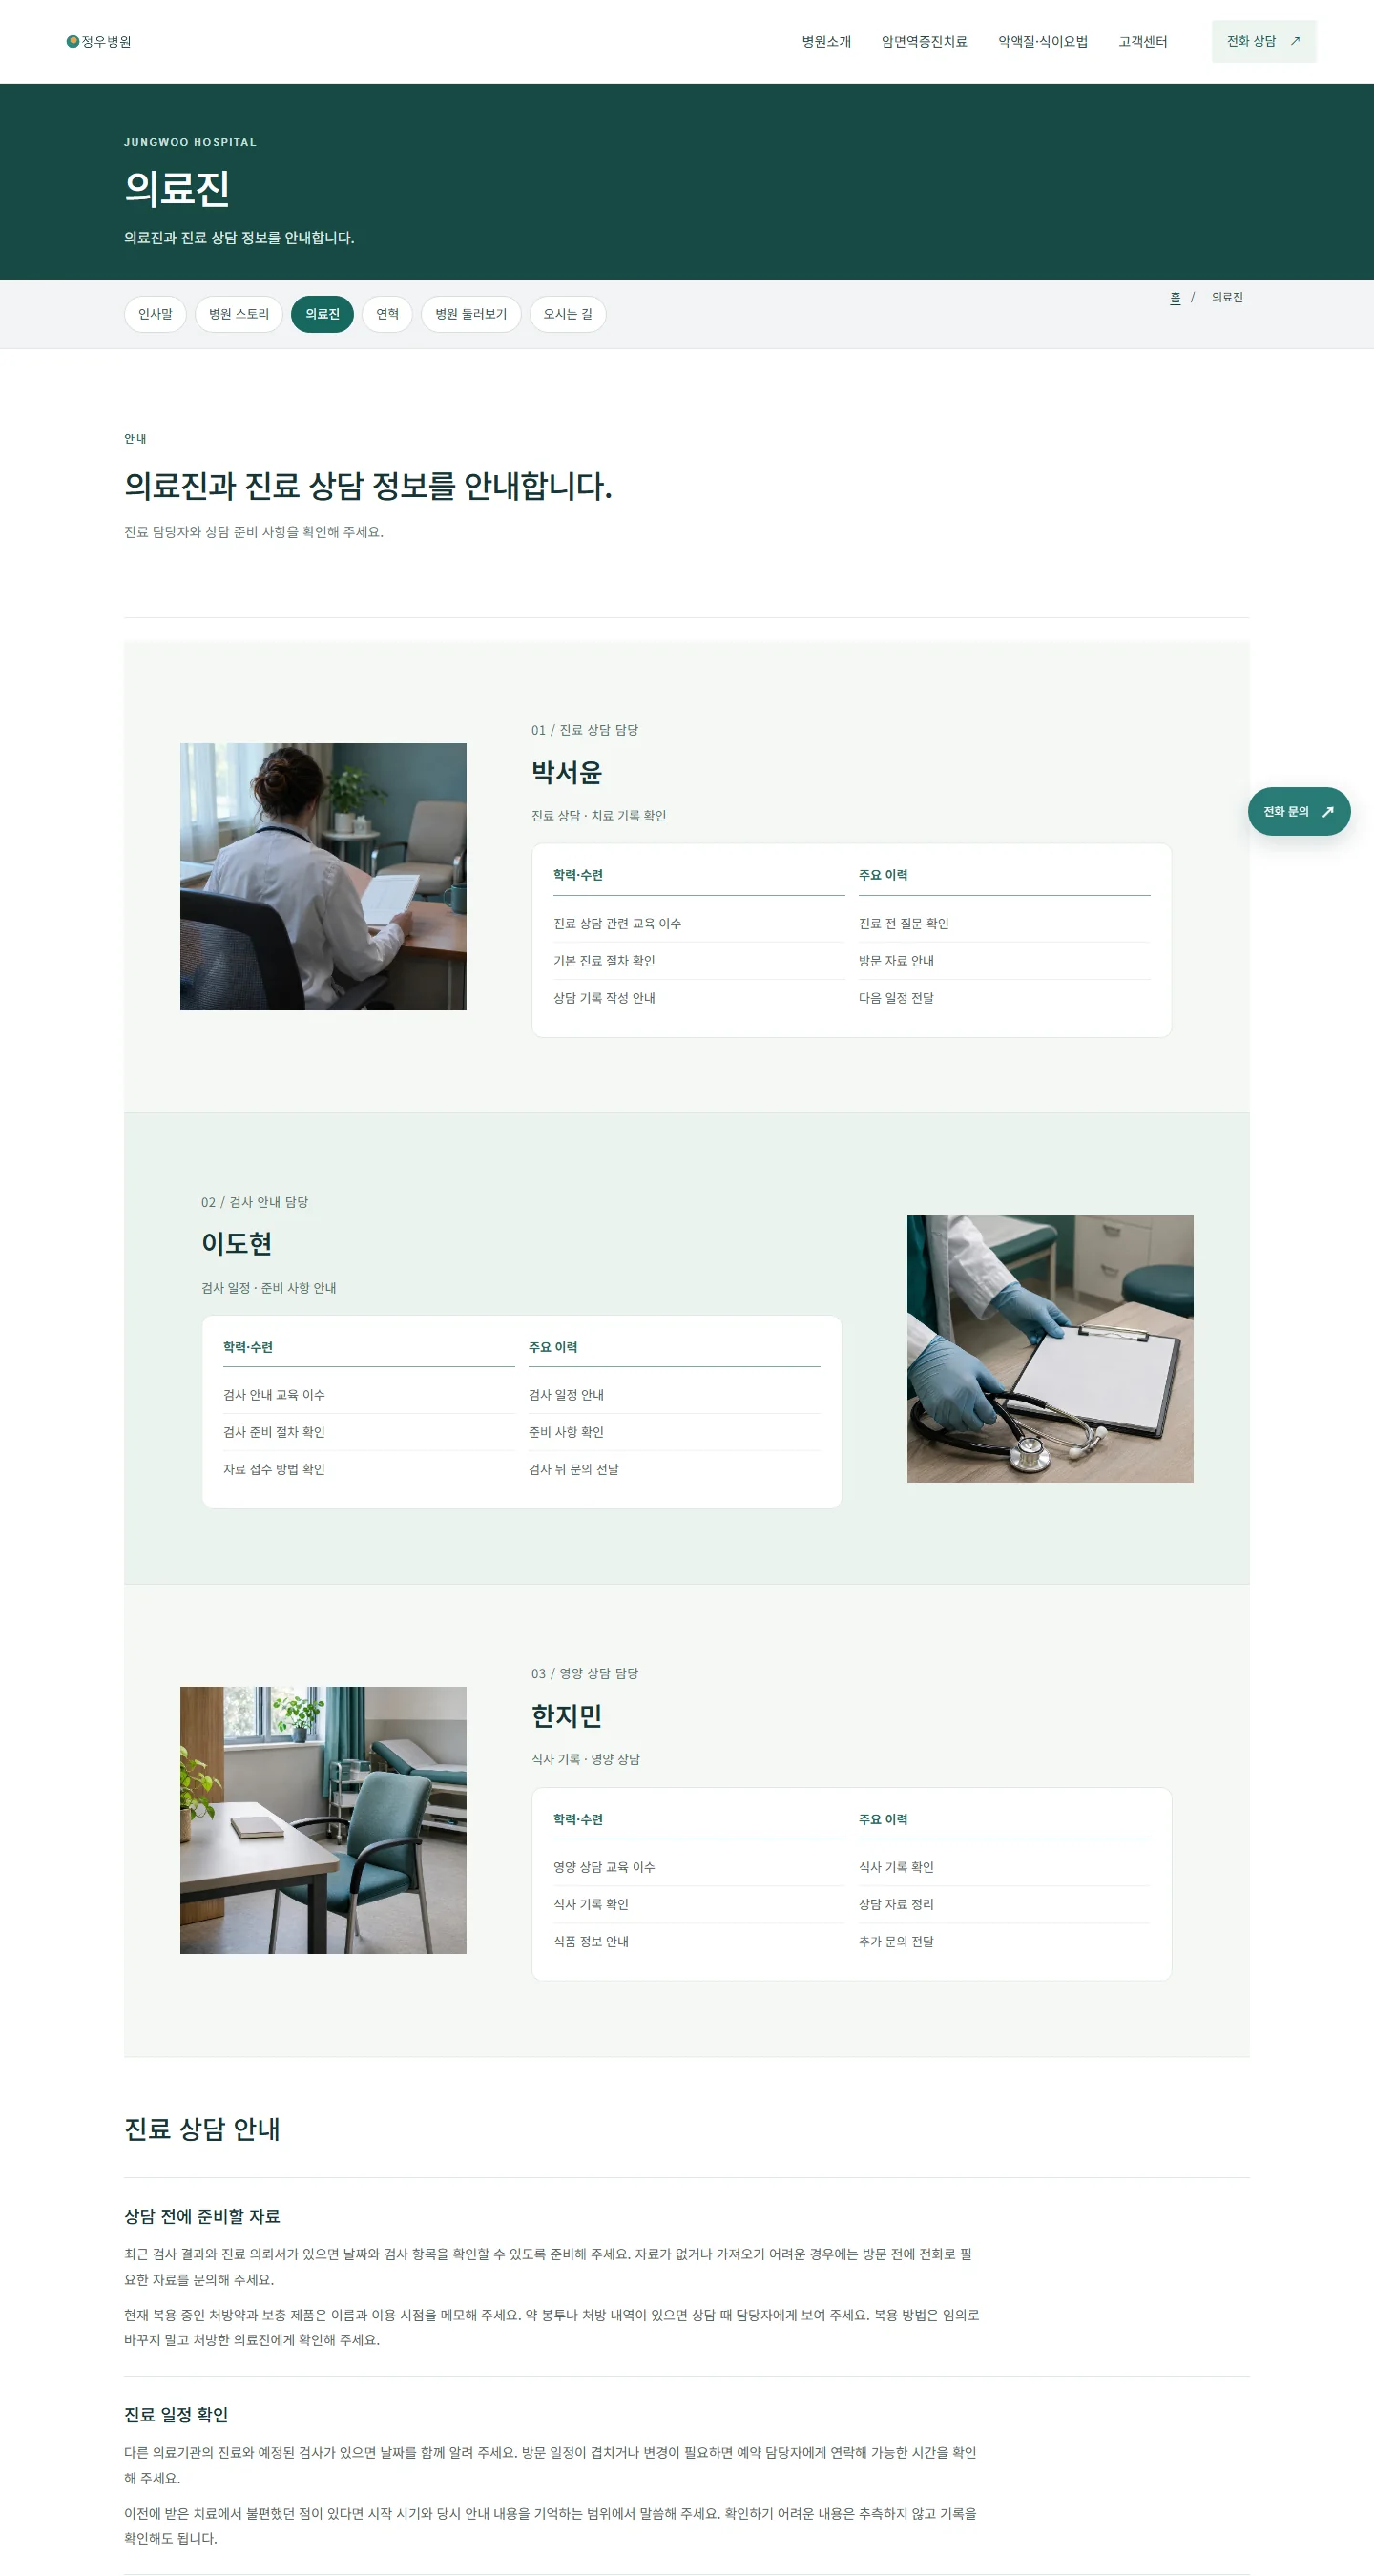 정우병원
병원소개
암면역증진치료
악액질·식이요법
고객센터
전화 상담 ↗
JUNGWOO HOSPITAL
의료진
의료진과 진료 상담 정보를 안내합니다.
인사말
병원 스토리
의료진
연혁
병원 둘러보기
오시는 길
홈 / 의료진
안내
의료진과 진료 상담 정보를 안내합니다.
진료 담당자와 상담 준비 사항을 확인해 주세요.
01 / 진료 상담 담당
박서윤
진료 상담 · 치료 기록 확인
학력·수련
진료 상담 관련 교육 이수
기본 진료 절차 확인
상담 기록 작성 안내
주요 이력
진료 전 질문 확인
방문 자료 안내
다음 일정 전달
전화 문의 ↗
02 / 검사 안내 담당
이도현
검사 일정 · 준비 사항 안내
학력·수련
검사 안내 교육 이수
검사 준비 절차 확인
자료 접수 방법 확인
주요 이력
검사 일정 안내
준비 사항 확인
검사 뒤 문의 전달
03 / 영양 상담 담당
한지민
식사 기록 · 영양 상담
학력·수련
영양 상담 교육 이수
식사 기록 확인
식품 정보 안내
주요 이력
식사 기록 확인
상담 자료 정리
추가 문의 전달
진료 상담 안내
상담 전에 준비할 자료
최근 검사 결과와 진료 의뢰서가 있으면 날짜와 검사 항목을 확인할 수 있도록 준비해 주세요. 자료가 없거나 가져오기 어려운 경우에는 방문 전에 전화로 필
요한 자료를 문의해 주세요.
현재 복용 중인 처방약과 보충 제품은 이름과 이용 시점을 메모해 주세요. 약 봉투나 처방 내역이 있으면 상담 때 담당자에게 보여 주세요. 복용 방법은 임의로
바꾸지 말고 처방한 의료진에게 확인해 주세요.
진료 일정 확인
다른 의료기관의 진료와 예정된 검사가 있으면 날짜를 함께 알려 주세요. 방문 일정이 겹치거나 변경이 필요하면 예약 담당자에게 연락해 가능한 시간을 확인
해 주세요.
이전에 받은 치료에서 불편했던 점이 있다면 시작 시기와 당시 안내 내용을 기억하는 범위에서 말씀해 주세요. 확인하기 어려운 내용은 추측하지 않고 기록을
확인해도 됩니다.